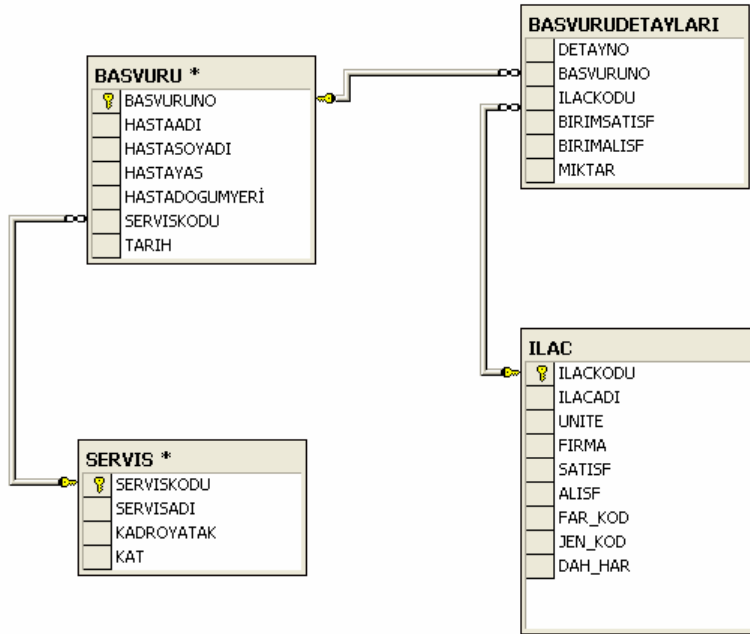 BASVURU *
BASVURUNO
HASTAADI
HASTASOYADI
HASTAYAS
HASTADOGUMYERİ
SERVISKODU
TARIH
BASVURUDETAYLARI
DETAYNO
BASVURUNO
ILACKODU
BIRIMSATISF
BIRIMALISF
MIKTAR
SERVIS *
SERVISKODU
SERVISADI
KADROYATAK
KAT
ILAC
ILACKODU
ILACADI
UNITE
FIRMA
SATISF
ALISF
FAR_KOD
JEN_KOD
DAH_HAR